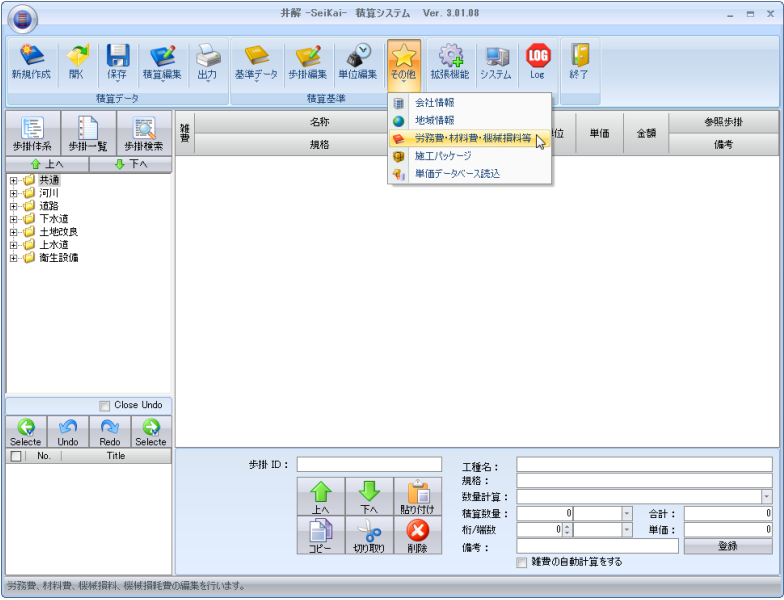 井解 -SeiKai- 積算システム Ver. 3.01.08
新規作成 開く 保存 積算編集 出力 基準データ 歩掛編集 単位編集 その他 拡張機能 システム Log 終了
LOG
積算データ 積算基準
会社情報
地域情報
労務費・材料費・機械損料等
施工パッケージ
単価データベース読込
歩掛体系 歩掛一覧 歩掛検索
上へ 下へ
共通
河川
道路
下水道
土地改良
上水道
衛生設備
雑費 名称 位 単価 金額 参照歩掛
規格 備考
Close Undo
Selecte Undo Redo Selecte
No. Title
歩掛 ID：
上へ 下へ 貼り付け
コピー 切り取り 削除
工種名：
規格：
数量計算：
積算数量： 0 合計： 0
桁/端数 0 単価： 0
備考： 登録
雑費の自動計算をする
労務費、材料費、機械損料、機械損耗費の編集を行います。